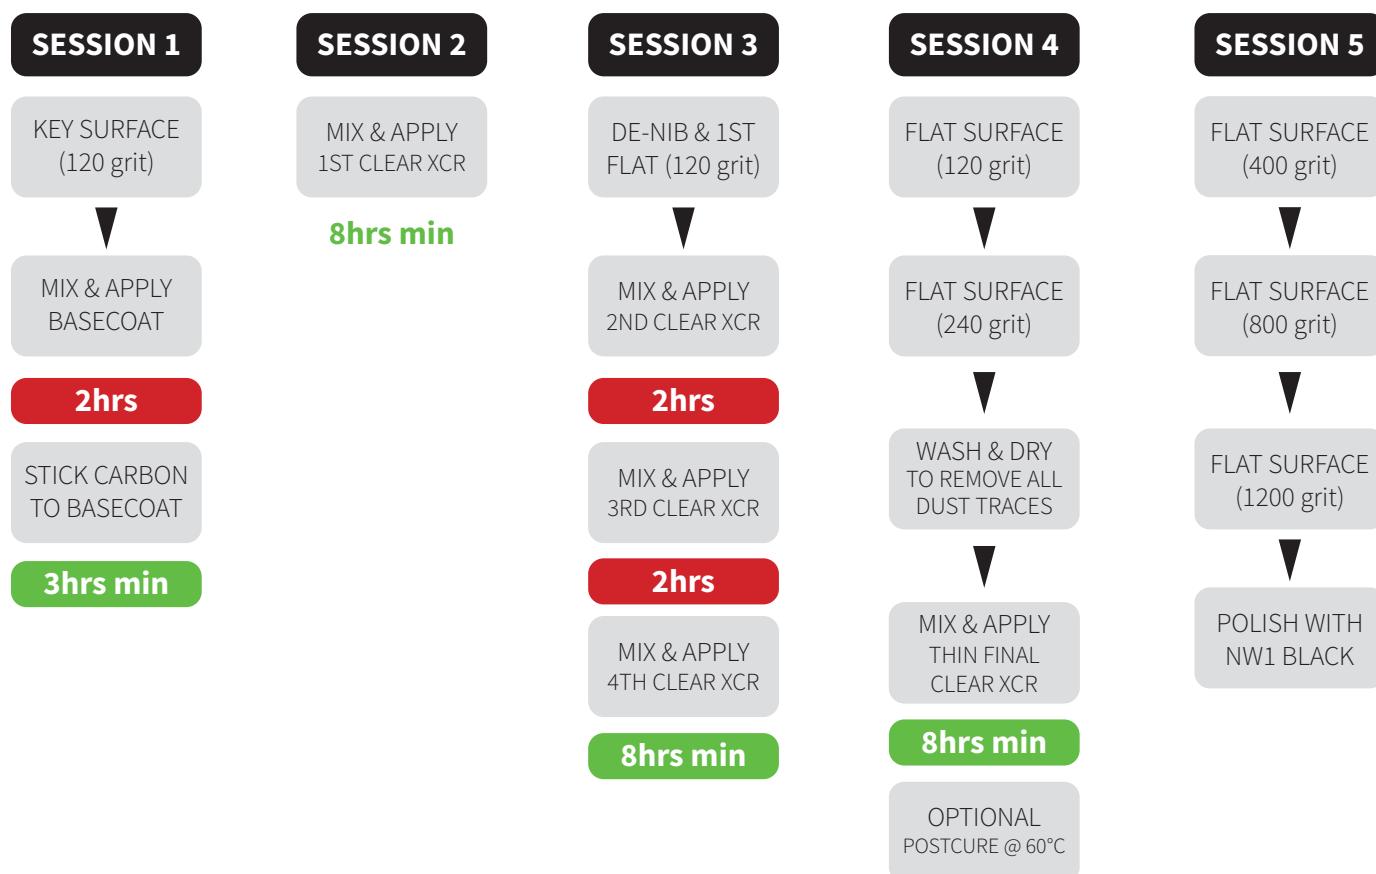 SESSION 1
KEY SURFACE
(120 grit)
MIX & APPLY
BASECOAT
2hrs
STICK CARBON
TO BASECOAT
3hrs min
SESSION 2
MIX & APPLY
1ST CLEAR XCR
8hrs min
SESSION 3
DE-NIB & 1ST
FLAT (120 grit)
MIX & APPLY
2ND CLEAR XCR
2hrs
MIX & APPLY
3RD CLEAR XCR
2hrs
MIX & APPLY
4TH CLEAR XCR
8hrs min
SESSION 4
FLAT SURFACE
(120 grit)
FLAT SURFACE
(240 grit)
WASH & DRY
TO REMOVE ALL
DUST TRACES
MIX & APPLY
THIN FINAL
CLEAR XCR
8hrs min
OPTIONAL
POSTCURE @ 60°C
SESSION 5
FLAT SURFACE
(400 grit)
FLAT SURFACE
(800 grit)
FLAT SURFACE
(1200 grit)
POLISH WITH
NW1 BLACK